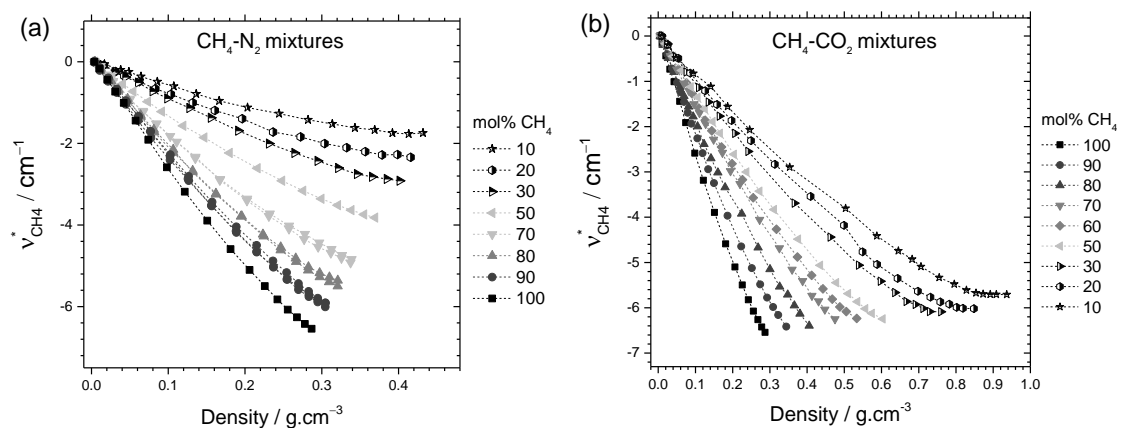 (a)
CH₄-N₂ mixtures
ν*CH4 / cm⁻¹
0
-2
-4
-6
0.0 0.1 0.2 0.3 0.4
Density / g.cm⁻³
mol% CH₄
10
20
30
50
70
80
90
100
(b)
CH₄-CO₂ mixtures
ν*CH4 / cm⁻¹
0
-1
-2
-3
-4
-5
-6
-7
0.0 0.1 0.2 0.3 0.4 0.5 0.6 0.7 0.8 0.9 1.0
Density / g.cm⁻³
mol% CH₄
100
90
80
70
60
50
30
20
10